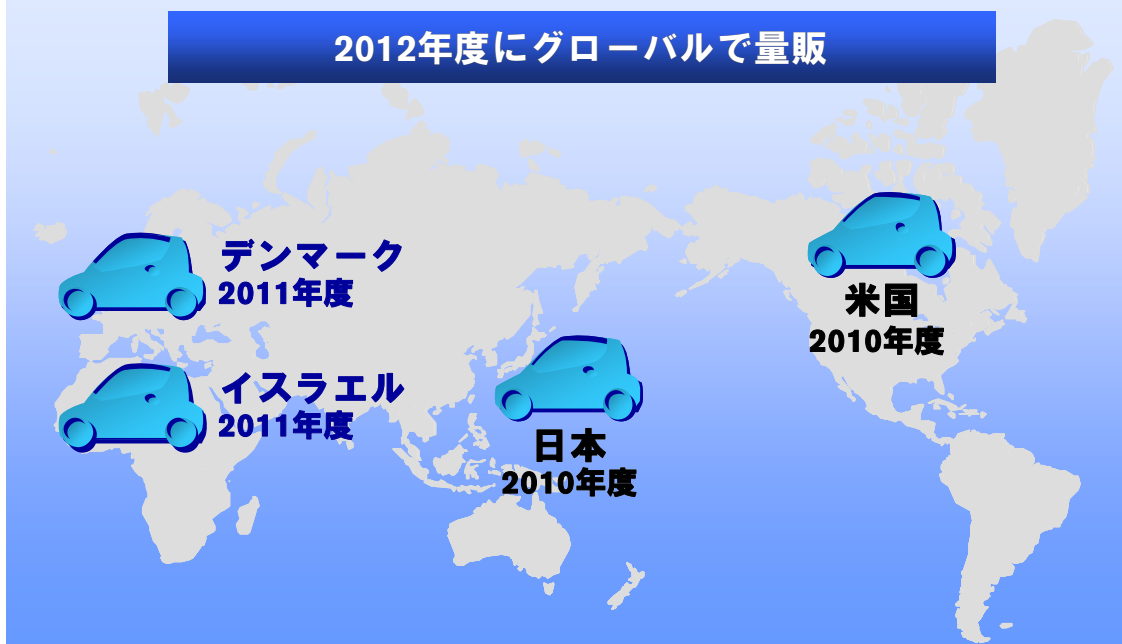 2012年度にグローバルで量販
デンマーク
2011年度
イスラエル
2011年度
日本
2010年度
米国
2010年度